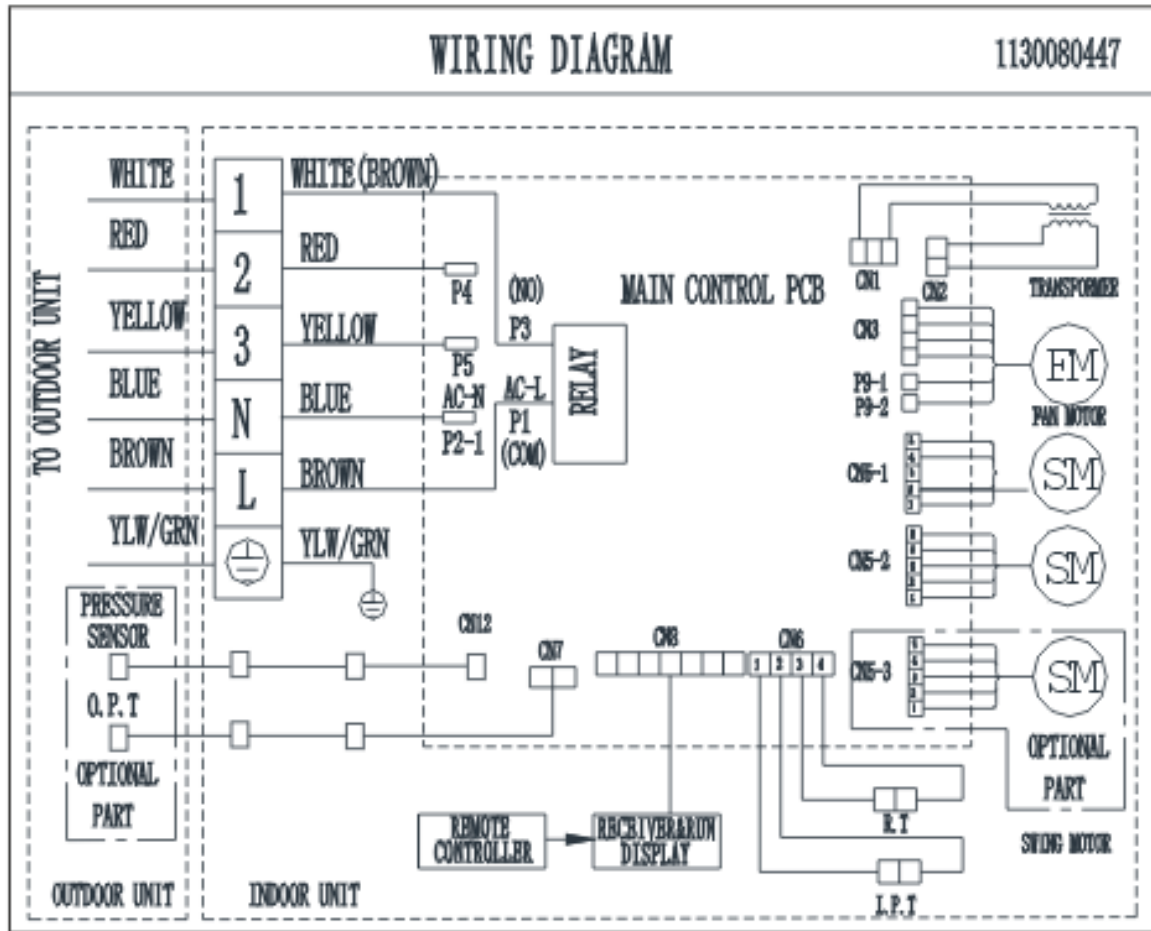 WIRING DIAGRAM
1130080447
TO OUTDOOR UNIT
WHITE
RED
YELLOW
BLUE
BROWN
YLW/GRN
1
2
3
N
L
WHITE(BROWN)
RED
YELLOW
BLUE
BROWN
YLW/GRN
P4
P5
AC-N
P2-1
(NO)
P3
AC-L
P1
(COM)
RELAY
MAIN CONTROL PCB
CN1
CN2
TRANSFORMER
CN3
P9-1
P9-2
FM
FAN MOTOR
SM
CN5-2
SM
CN5-3
SM
OPTIONAL
PART
SWING MOTOR
PRESSURE
SENSOR
O.P.T
OPTIONAL
PART
CN7
CN6
1 2 3 4
R.T
I.P.T
REMOTE
CONTROLLER
RECEIVER&RUN
DISPLAY
OUTDOOR UNIT
INDOOR UNIT